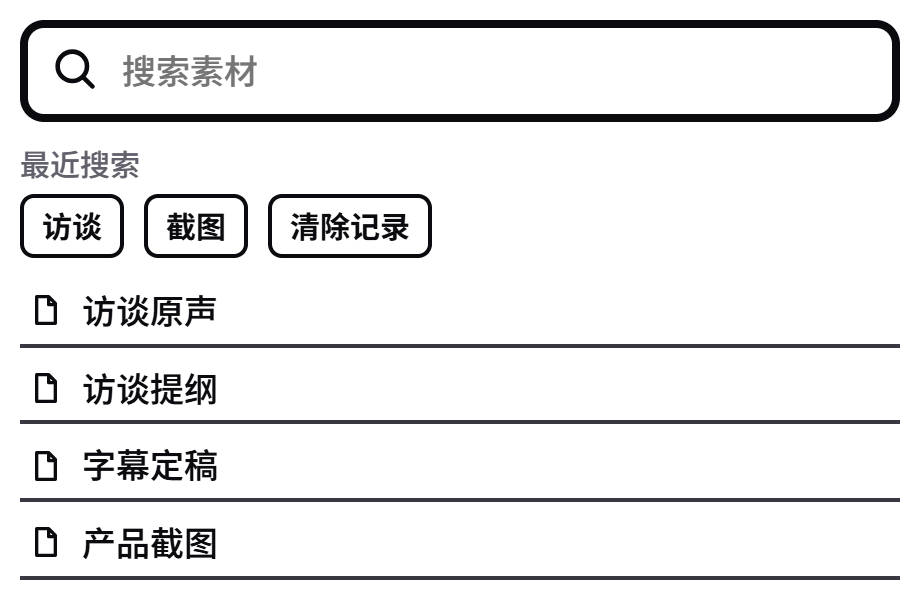 搜索素材
最近搜索
访谈 截图 清除记录
访谈原声
访谈提纲
字幕定稿
产品截图